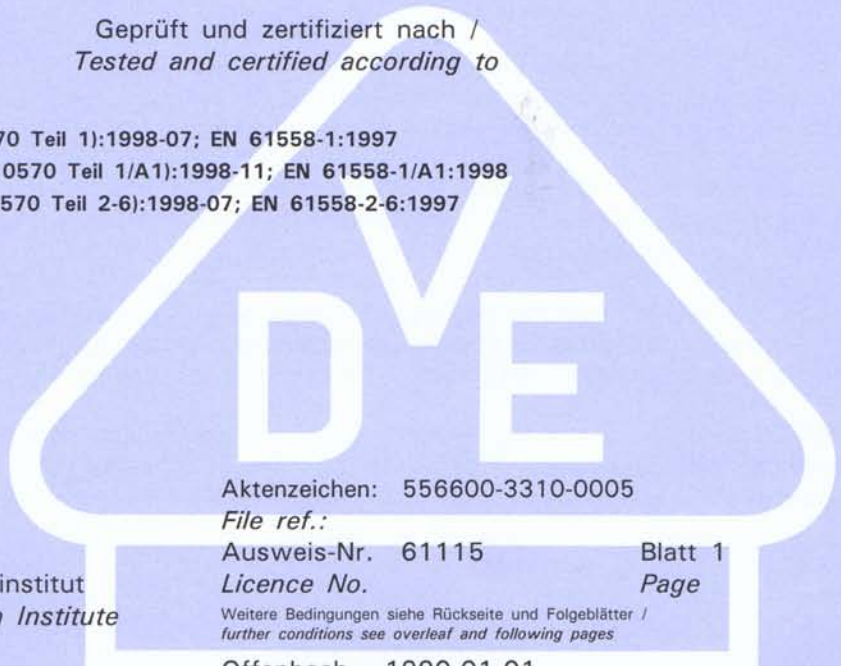 Geprüft und zertifiziert nach /
Tested and certified according to
70 Teil 1):1998-07; EN 61558-1:1997
0570 Teil 1/A1):1998-11; EN 61558-1/A1:1998
570 Teil 2-6):1998-07; EN 61558-2-6:1997
VDE
Aktenzeichen: 556600-3310-0005
File ref.:
Ausweis-Nr. 61115 Blatt 1
institut Licence No. Page
Institute
Weitere Bedingungen siehe Rückseite und Folgeblätter /
further conditions see overleaf and following pages